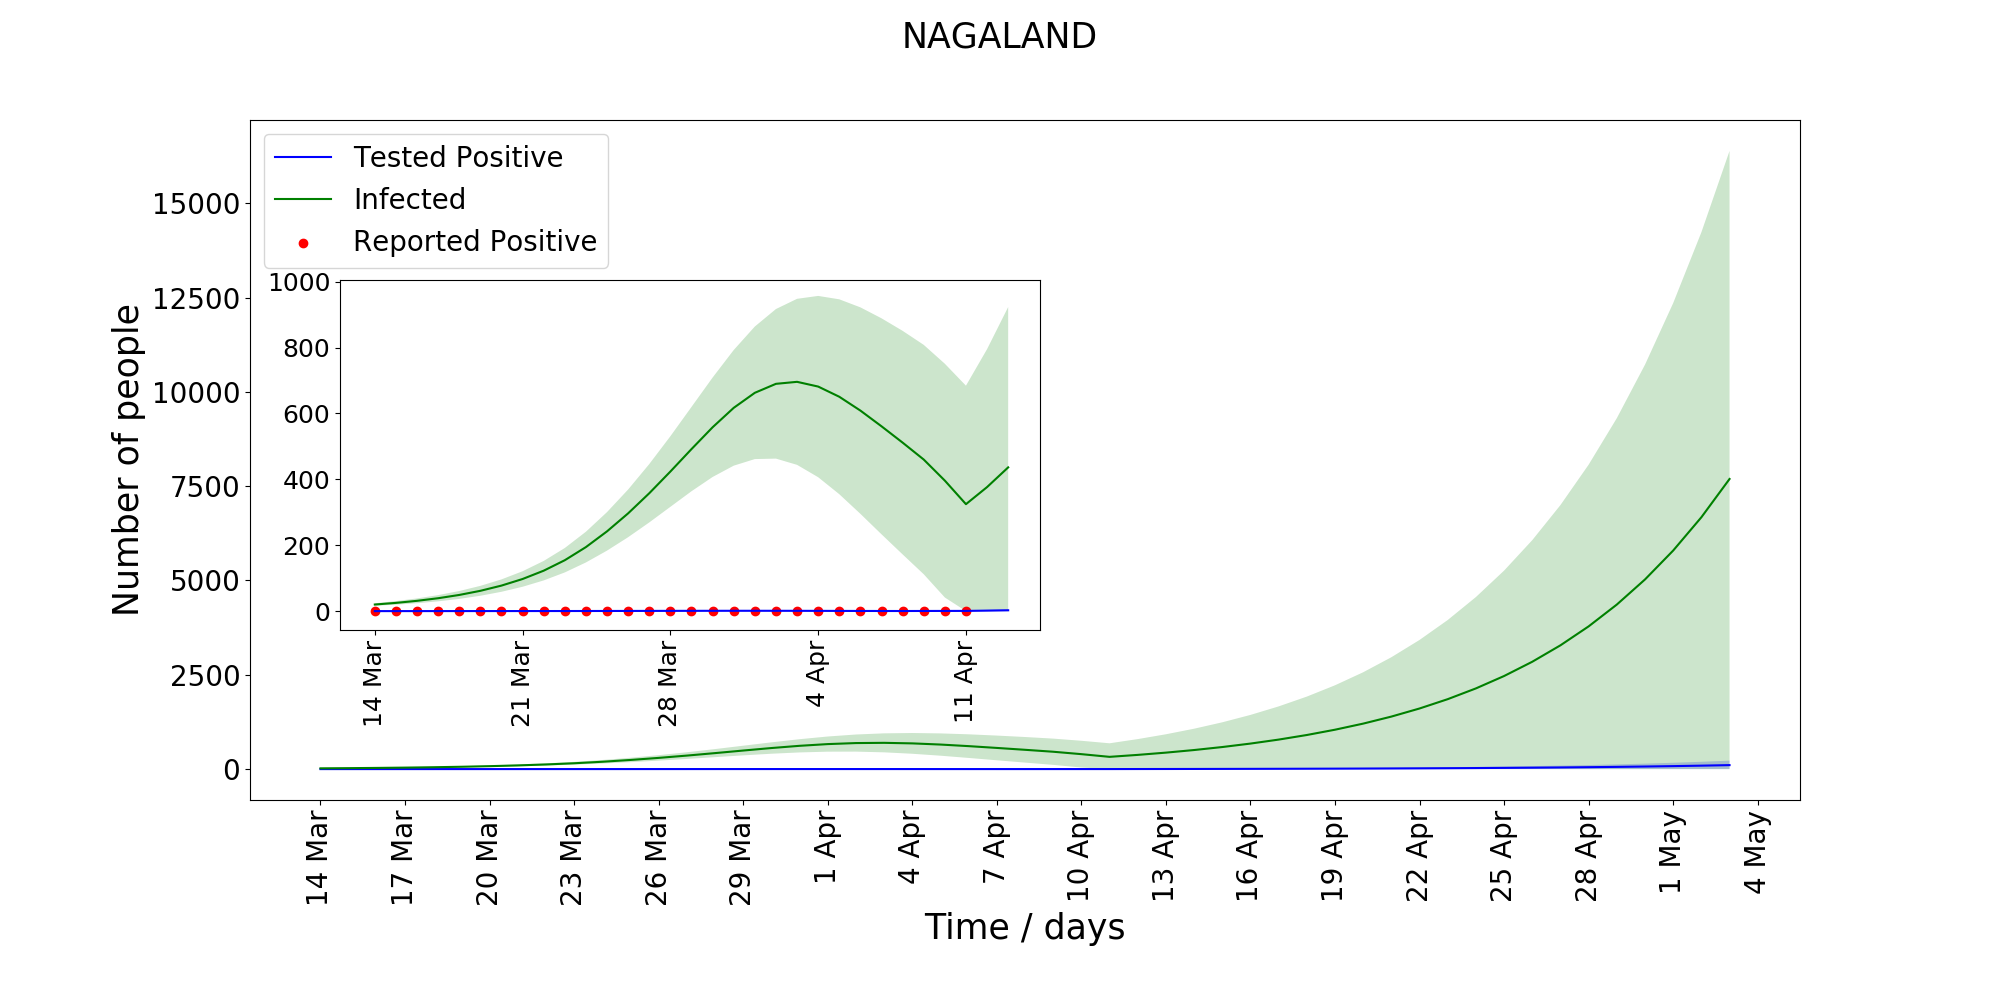 NAGALAND
Tested Positive
Infected
Reported Positive
Number of people
15000
12500
10000
7500
5000
2500
0
1000
800
600
400
200
0
14 Mar
21 Mar
28 Mar
4 Apr
11 Apr
14 Mar
17 Mar
20 Mar
23 Mar
26 Mar
29 Mar
1 Apr
4 Apr
7 Apr
10 Apr
13 Apr
16 Apr
19 Apr
22 Apr
25 Apr
28 Apr
1 May
4 May
Time / days